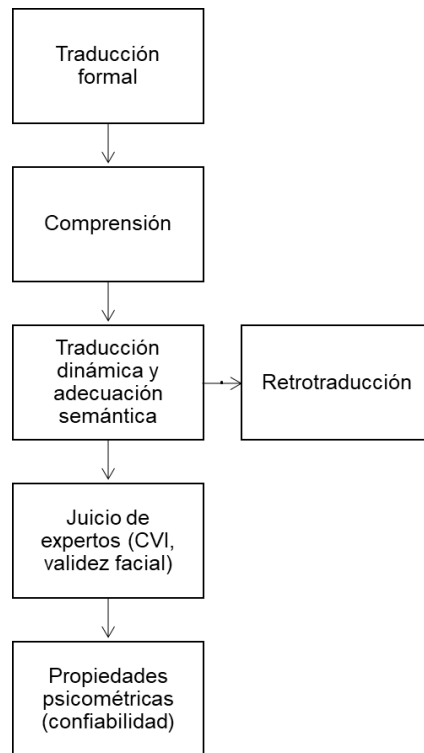 Traducción
formal
Comprensión
Traducción
dinámica y
adecuación
semántica
Retrotraducción
Juicio de
expertos (CVI,
validez facial)
Propiedades
psicométricas
(confiabilidad)